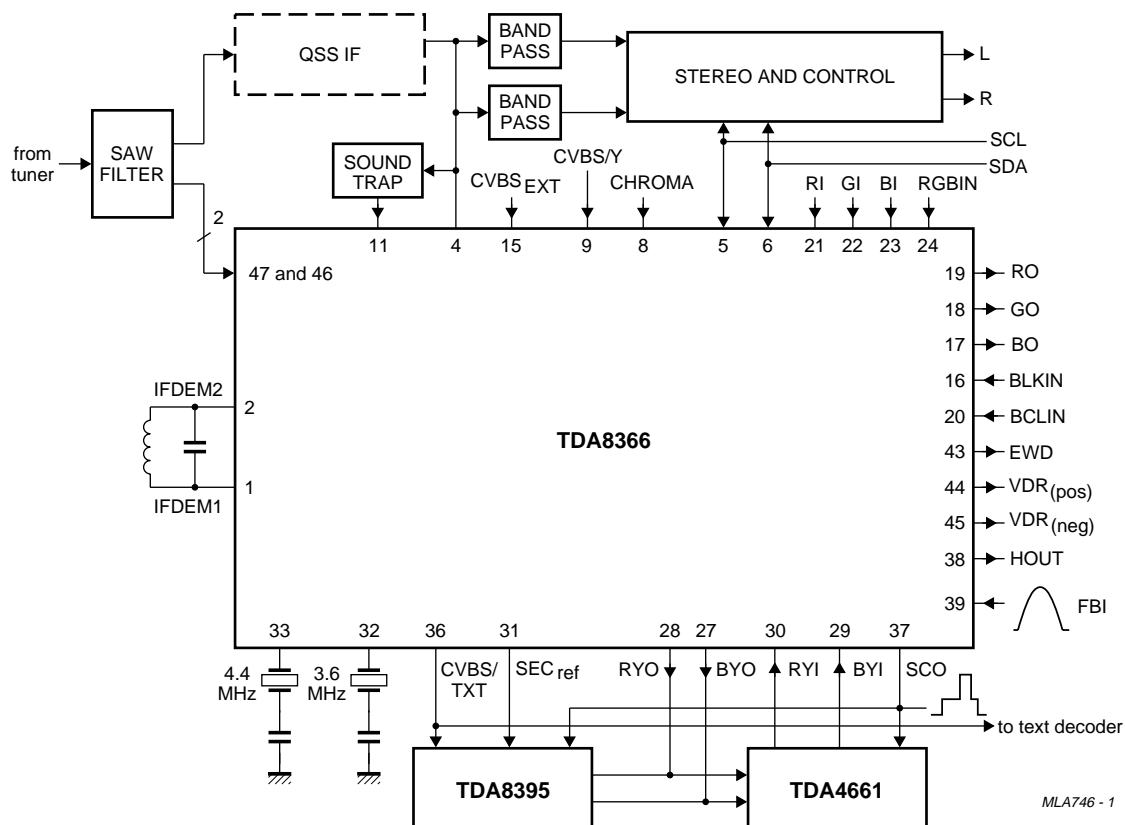 QSS IF
BAND
PASS
STEREO AND CONTROL
L
R
BAND
PASS
from
tuner
SAW
FILTER
SOUND
TRAP
CVBS EXT
CVBS/Y
CHROMA
SCL
SDA
RI GI BI RGBIN
2
11 4 15 9 8 5 6 21 22 23 24
47 and 46
19 RO
18 GO
17 BO
16 BLKIN
20 BCLIN
43 EWD
44 VDR(pos)
45 VDR(neg)
38 HOUT
39 FBI
IFDEM2
2
TDA8366
1
IFDEM1
33 32 36 31 28 27 30 29 37
4.4
MHz
3.6
MHz
CVBS/
TXT
SEC ref
RYO BYO RYI BYI SCO
to text decoder
TDA8395
TDA4661
MLA746 - 1